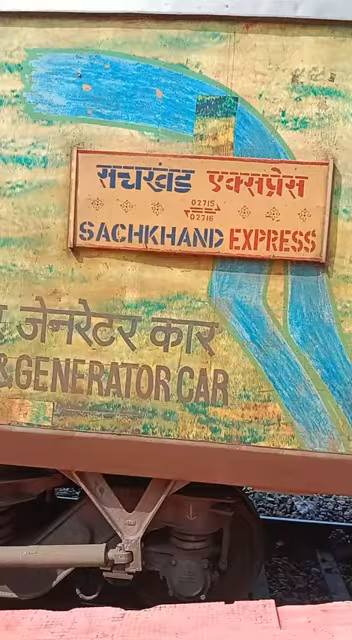 सचखंड एक्सप्रेस
02715
02716
SACHKHAND EXPRESS
जेनरेटर कार
& GENERATOR CAR